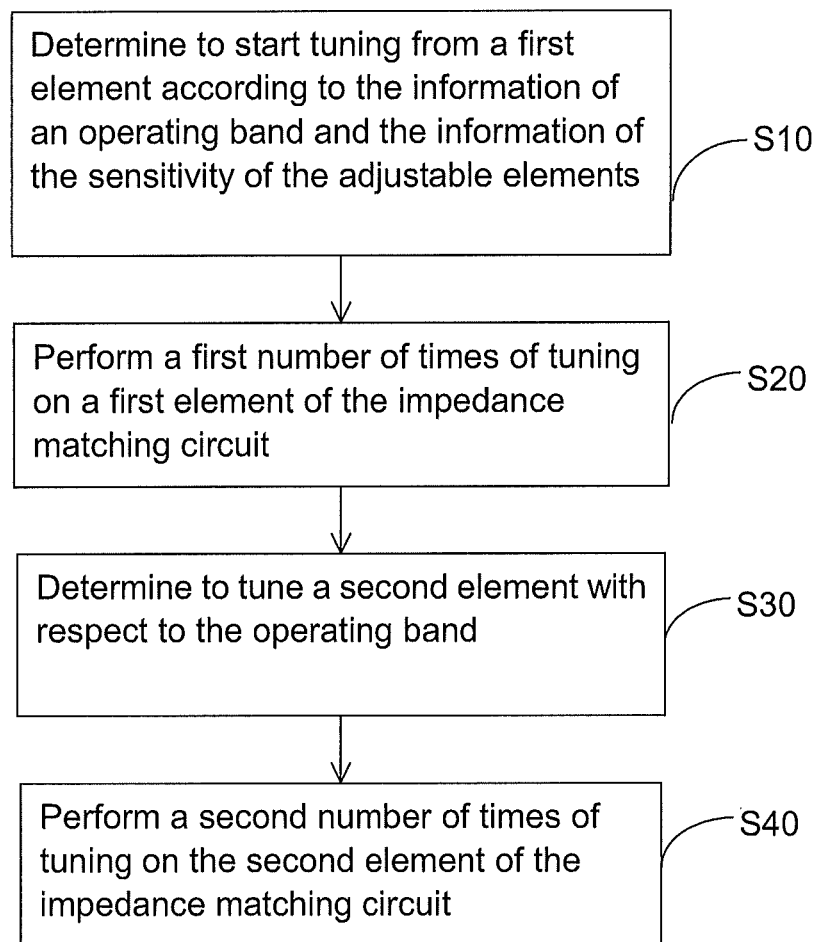 Determine to start tuning from a first
element according to the information of
an operating band and the information of
the sensitivity of the adjustable elements
S10
Perform a first number of times of tuning
on a first element of the impedance
matching circuit
S20
Determine to tune a second element with
respect to the operating band
S30
Perform a second number of times of
tuning on the second element of the
impedance matching circuit
S40